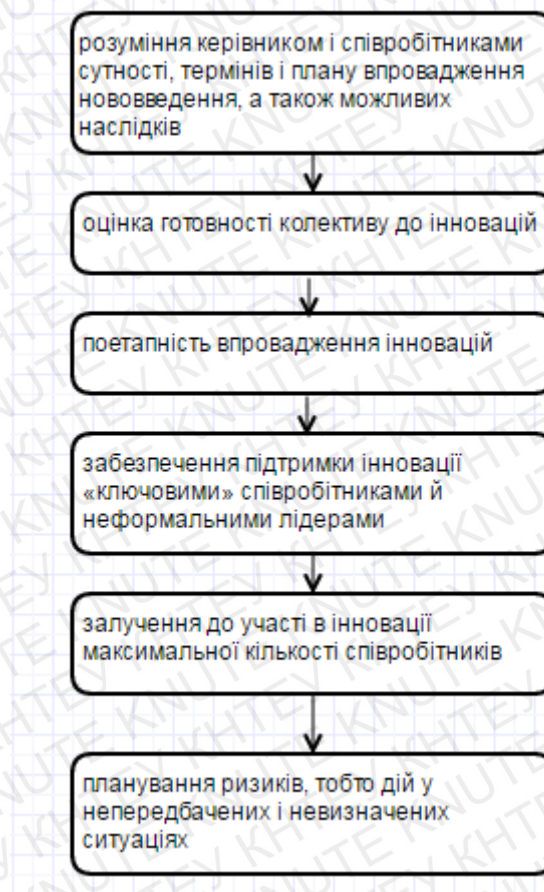 розуміння керівником і співробітниками
сутності, термінів і плану впровадження
нововведення, а також можливих
наслідків
оцінка готовності колективу до інновацій
поетапність впровадження інновацій
забезпечення підтримки інновації
«ключовими» співробітниками й
неформальними лідерами
залучення до участі в інновації
максимальної кількості співробітників
планування ризиків, тобто дій у
непередбачених і невизначених
ситуаціях